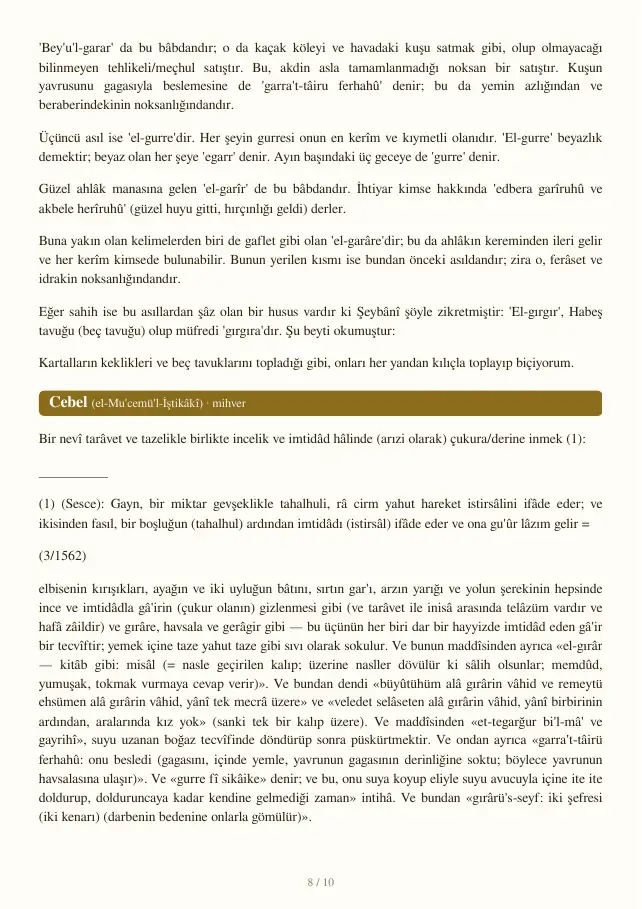 'Bey'u'l-garar' da bu bâbdandır; o da kaçak köleyi ve havadaki kuşu satmak gibi, olup olmayacağı
bilinmeyen tehlikeli/meçhul satıştır. Bu, akdin asla tamamlanmadığı noksan bir satıştır. Kuşun
yavrusunu gagasıyla beslemesine de 'garra't-tâiru ferhahû' denir; bu da yemin azlığından ve
beraberindekinin noksanlığındandır.
Üçüncü asıl ise 'el-gurre'dir. Her şeyin gurresi onun en kerîm ve kıymetli olanıdır. 'El-gurre' beyazlık
demektir; beyaz olan her şeye 'egarr' denir. Ayın başındaki üç geceye de 'gurre' denir.
Güzel ahlâk manasına gelen 'el-garîr' de bu bâbdandır. İhtiyar kimse hakkında 'edbera garîruhû ve
akbele herîruhû' (güzel huyu gitti, hırçınlığı geldi) derler.
Buna yakın olan kelimelerden biri de gaflet gibi olan 'el-garâre'dir; bu da ahlâkın kereminden ileri gelir
ve her kerîm kimsede bulunabilir. Bunun yerilen kısmı ise bundan önceki asıldandır; zira o, ferâset ve
idrakin noksanlığındandır.
Eğer sahih ise bu asıllardan şâz olan bir husus vardır ki Şeybânî şöyle zikretmiştir: 'El-gırgır', Habeş
tavuğu (beç tavuğu) olup müfredi 'gırgıra'dır. Şu beyti okumuştur:
Kartalların keklikleri ve beç tavuklarını topladığı gibi, onları her yandan kılıçla toplayıp biçiyorum.
Cebel (el-Mu'cemü'l-İştikâkî) · mihver
Bir nevî tarâvet ve tazelikle birlikte incelik ve imtidâd hâlinde (arızi olarak) çukura/derine inmek (1):
(1) (Sesce): Gayn, bir miktar gevşeklikle tahalhuli, râ cirm yahut hareket istirsâlini ifâde eder; ve
ikisinden fasıl, bir boşluğun (tahalhul) ardından imtidâdı (istirsâl) ifâde eder ve ona gu'ûr lâzım gelir =
(3/1562)
elbisenin kırışıkları, ayağın ve iki uyluğun bâtını, sırtın gar'ı, arzın yarığı ve yolun şerekinin hepsinde
ince ve imtidâdla gâ'irin (çukur olanın) gizlenmesi gibi (ve tarâvet ile inisâ arasında telâzüm vardır ve
hafâ zâildir) ve gırâre, havsala ve gerâgir gibi — bu üçünün her biri dar bir hayyizde imtidâd eden gâ'ir
bir tecvîftir; yemek içine taze yahut taze gibi sıvı olarak sokulur. Ve bunun maddîsinden ayrıca «el-gırâr
— kitâb gibi: misâl (= nasle geçirilen kalıp; üzerine nasller dövülür ki sâlih olsunlar; memdûd,
yumuşak, tokmak vurmaya cevap verir)». Ve bundan dendi «büyûtühüm alâ gırârin vâhid ve remeytü
ehsümen alâ gırârin vâhid, yânî tek mecrâ üzere» ve «veledet selâseten alâ gırârin vâhid, yânî birbirinin
ardından, aralarında kız yok» (sanki tek bir kalıp üzere). Ve maddîsinden «et-tegarğur bi'l-mâ' ve
gayrihî», suyu uzanan boğaz tecvîfinde döndürüp sonra püskürtmektir. Ve ondan ayrıca «garra't-tâirü
ferhahû: onu besledi (gagasını, içinde yemle, yavrunun gagasının derinliğine soktu; böylece yavrunun
havsalasına ulaşır)». Ve «gurre fî sikâike» denir; ve bu, onu suya koyup eliyle suyu avucuyla içine ite ite
doldurup, dolduruncaya kadar kendine gelmediği zaman» intihâ. Ve bundan «gırârü's-seyf: iki şefresi
(iki kenarı) (darbenin bedenine onlarla gömülür)».
8 / 10